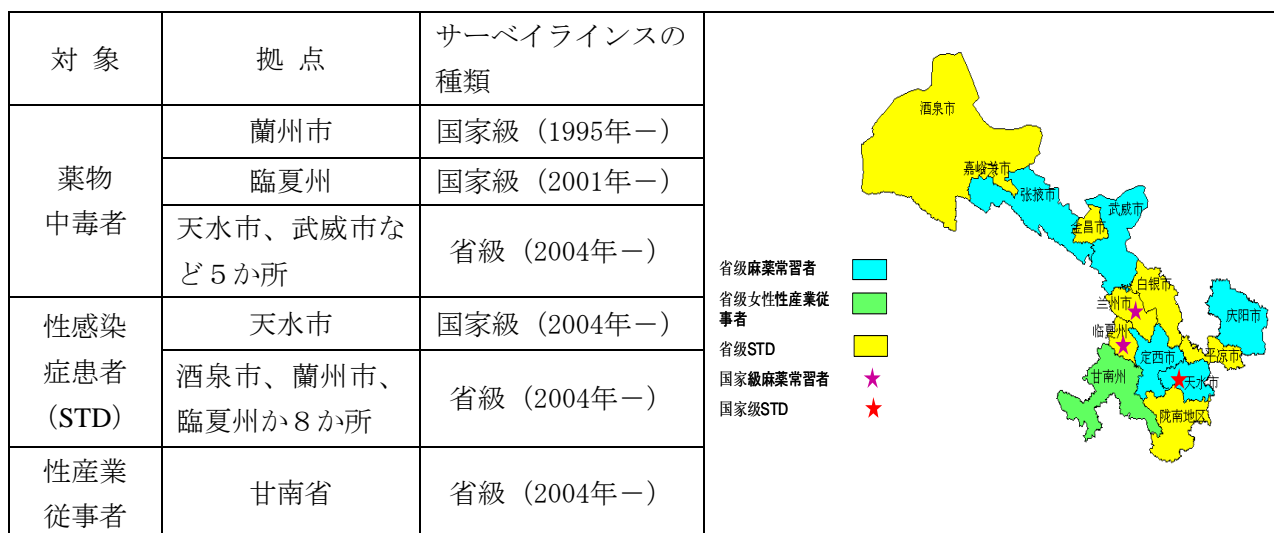 対 象
拠 点
サーベイラインスの
種類
薬物
中毒者
蘭州市
国家級（1995年－）
臨夏州
国家級（2001年－）
天水市、武威市な
ど５か所
省級（2004年－）
性感染
症患者
（STD）
天水市
国家級（2004年－）
酒泉市、蘭州市、
臨夏州か８か所
省級（2004年－）
性産業
従事者
甘南省
省級（2004年－）
酒泉市
嘉峪
市
张掖市
武威市
金昌市
白银市
兰州市
临夏州
定西市
庆阳市
平凉市
天水市
甘南州
陇南地区
省级麻薬常習者
省级女性性産業従
事者
省级STD
国家級麻薬常習者
国家级STD